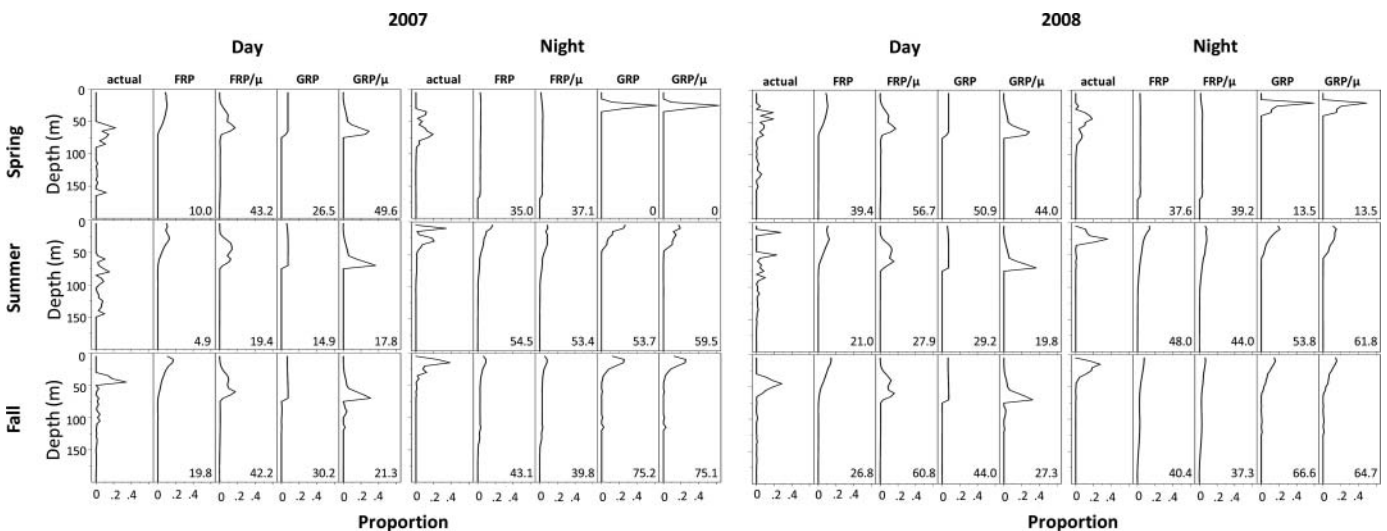 2007 2008
Day Night Day Night
actual FRP FRP/μ GRP GRP/μ actual FRP FRP/μ GRP GRP/μ actual FRP FRP/μ GRP GRP/μ actual FRP FRP/μ GRP GRP/μ
Spring
Depth (m)
0
50
100
150
10.0 43.2 26.5 49.6 35.0 37.1 0 0 39.4 56.7 50.9 44.0 37.6 39.2 13.5 13.5
Summer
Depth (m)
0
50
100
150
4.9 19.4 14.9 17.8 54.5 53.4 53.7 59.5 21.0 27.9 29.2 19.8 48.0 44.0 53.8 61.8
Fall
Depth (m)
0
50
100
150
19.8 42.2 30.2 21.3 43.1 39.8 75.2 75.1 26.8 60.8 44.0 27.3 40.4 37.3 66.6 64.7
0 .2 .4 0 .2 .4 0 .2 .4 0 .2 .4 0 .2 .4 0 .2 .4 0 .2 .4 0 .2 .4 0 .2 .4 0 .2 .4 0 .2 .4 0 .2 .4 0 .2 .4 0 .2 .4 0 .2 .4 0 .2 .4 0 .2 .4 0 .2 .4 0 .2 .4 0 .2 .4
Proportion Proportion